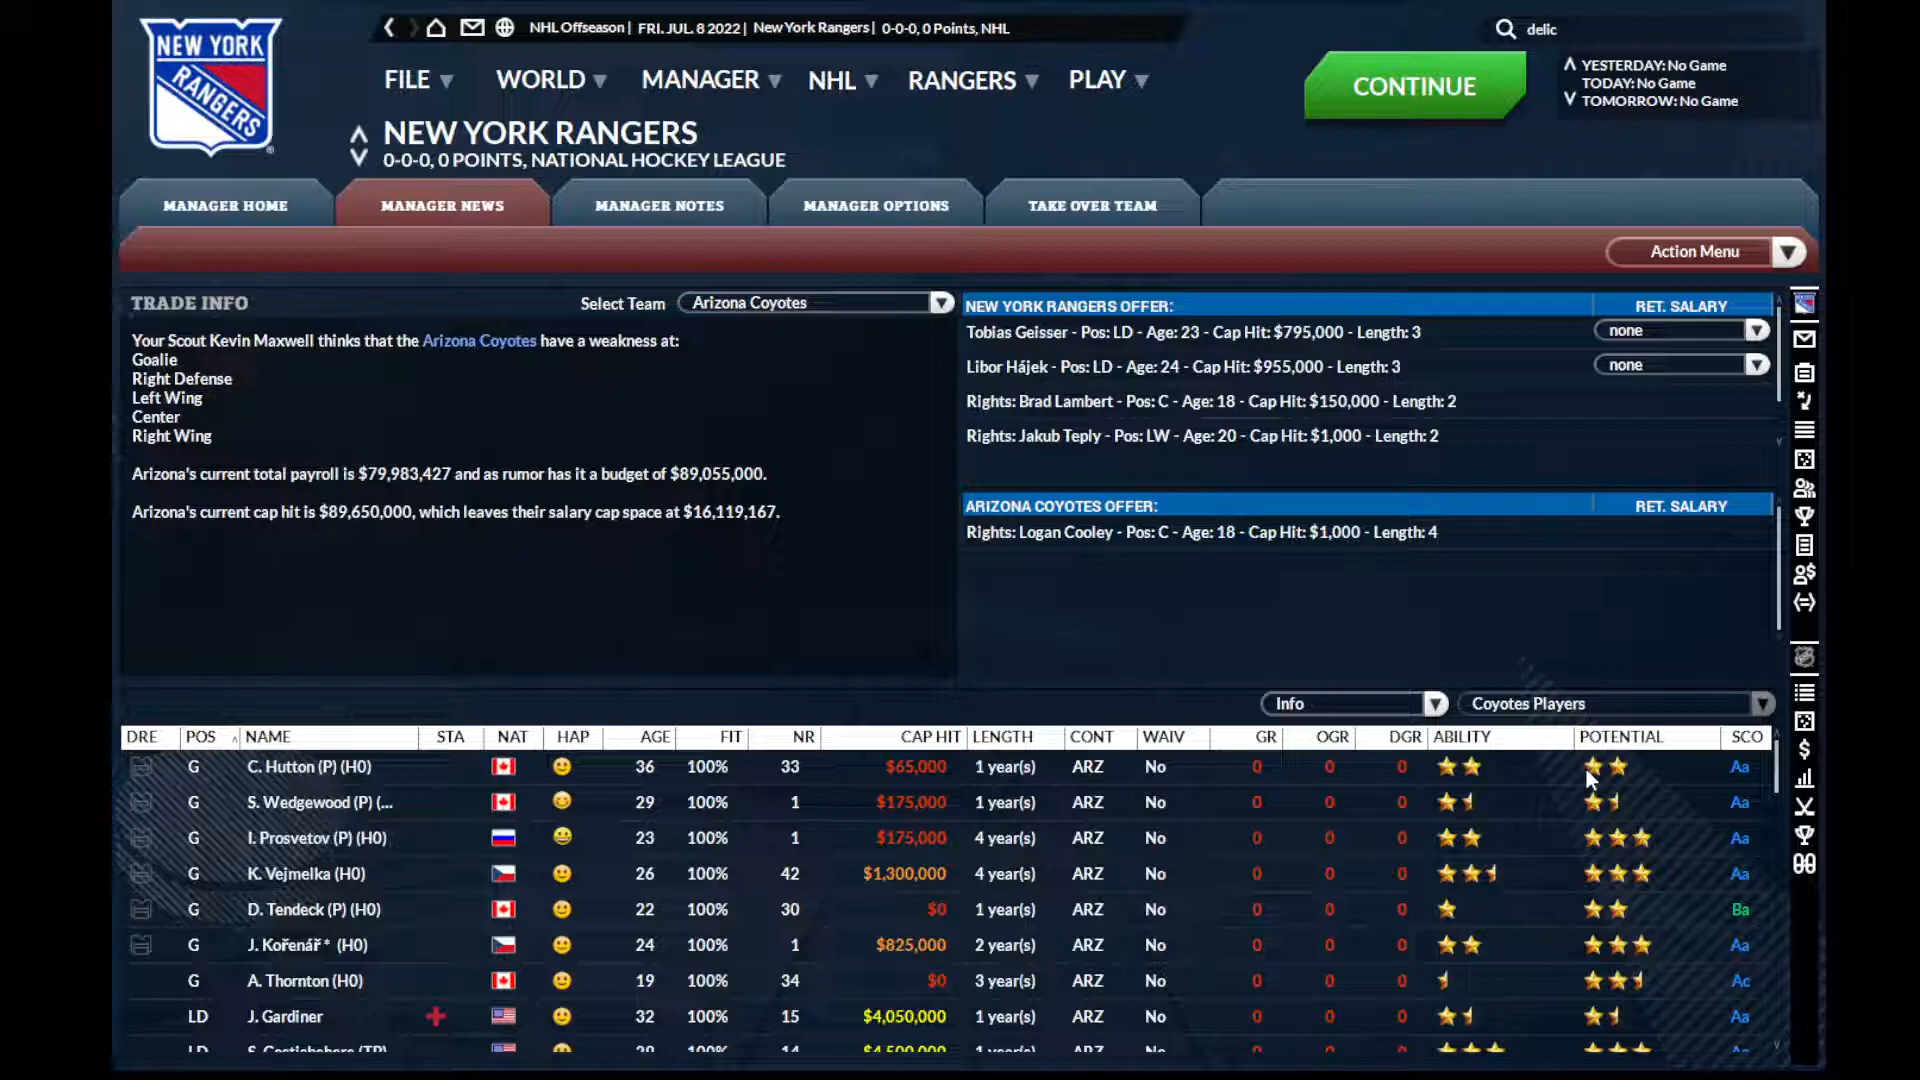 NEW YORK
RANGERS
NHL Offseason | FRI. JUL. 8 2022 | New York Rangers | 0-0-0, 0 Points, NHL
delic
FILE WORLD MANAGER NHL RANGERS PLAY
CONTINUE
YESTERDAY: No Game
TODAY: No Game
TOMORROW: No Game
NEW YORK RANGERS
0-0-0, 0 POINTS, NATIONAL HOCKEY LEAGUE
MANAGER HOME MANAGER NEWS MANAGER NOTES MANAGER OPTIONS TAKE OVER TEAM
Action Menu
TRADE INFO Select Team Arizona Coyotes
Your Scout Kevin Maxwell thinks that the Arizona Coyotes have a weakness at:
Goalie
Right Defense
Left Wing
Center
Right Wing
Arizona's current total payroll is $79,983,427 and as rumor has it a budget of $89,055,000.
Arizona's current cap hit is $89,650,000, which leaves their salary cap space at $16,119,167.
NEW YORK RANGERS OFFER: RET. SALARY
Tobias Geisser - Pos: LD - Age: 23 - Cap Hit: $795,000 - Length: 3 none
Libor Hájek - Pos: LD - Age: 24 - Cap Hit: $955,000 - Length: 3 none
Rights: Brad Lambert - Pos: C - Age: 18 - Cap Hit: $150,000 - Length: 2
Rights: Jakub Teply - Pos: LW - Age: 20 - Cap Hit: $1,000 - Length: 2
ARIZONA COYOTES OFFER: RET. SALARY
Rights: Logan Cooley - Pos: C - Age: 18 - Cap Hit: $1,000 - Length: 4
Info Coyotes Players
DRE POS NAME STA NAT HAP AGE FIT NR CAP HIT LENGTH CONT WAIV GR OGR DGR ABILITY POTENTIAL SCO
G C. Hutton (P) (H0) 36 100% 33 $65,000 1 year(s) ARZ No 0 0 0 Aa
G S. Wedgewood (P) (... 29 100% 1 $175,000 1 year(s) ARZ No 0 0 0 Aa
G I. Prosvetov (P) (H0) 23 100% 1 $175,000 4 year(s) ARZ No 0 0 0 Aa
G K. Vejmelka (H0) 26 100% 42 $1,300,000 4 year(s) ARZ No 0 0 0 Aa
G D. Tendeck (P) (H0) 22 100% 30 $0 1 year(s) ARZ No 0 0 0 Ba
G J. Kořenář * (H0) 24 100% 1 $825,000 2 year(s) ARZ No 0 0 0 Aa
G A. Thornton (H0) 19 100% 34 $0 3 year(s) ARZ No 0 0 0 Ac
LD J. Gardiner 32 100% 15 $4,050,000 1 year(s) ARZ No 0 0 0 Aa